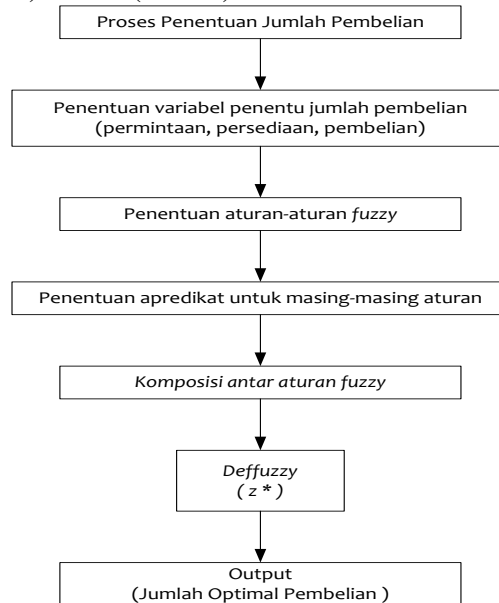 Proses Penentuan Jumlah Pembelian
Penentuan variabel penentu jumlah pembelian
(permintaan, persediaan, pembelian)
Penentuan aturan-aturan fuzzy
Penentuan apredikat untuk masing-masing aturan
Komposisi antar aturan fuzzy
Deffuzzy
( z * )
Output
(Jumlah Optimal Pembelian )